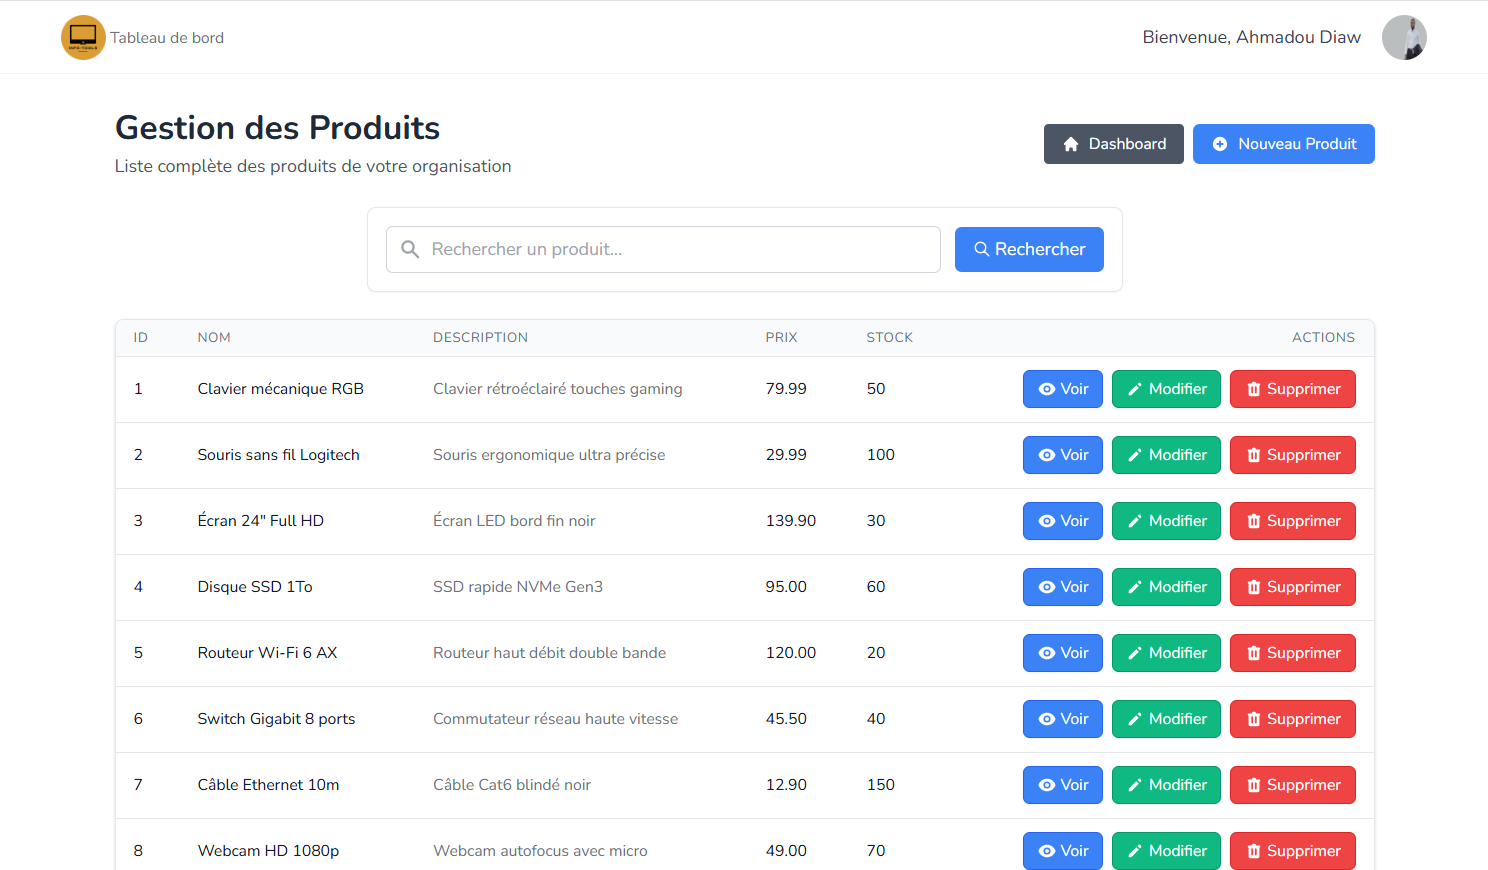 INFO-TOOLS
Tableau de bord
Bienvenue, Ahmadou Diaw
Gestion des Produits
Liste complète des produits de votre organisation
Dashboard
Nouveau Produit
Rechercher un produit...
Rechercher
ID NOM DESCRIPTION PRIX STOCK ACTIONS
1 Clavier mécanique RGB Clavier rétroéclairé touches gaming 79.99 50 Voir Modifier Supprimer
2 Souris sans fil Logitech Souris ergonomique ultra précise 29.99 100 Voir Modifier Supprimer
3 Écran 24" Full HD Écran LED bord fin noir 139.90 30 Voir Modifier Supprimer
4 Disque SSD 1To SSD rapide NVMe Gen3 95.00 60 Voir Modifier Supprimer
5 Routeur Wi-Fi 6 AX Routeur haut débit double bande 120.00 20 Voir Modifier Supprimer
6 Switch Gigabit 8 ports Commutateur réseau haute vitesse 45.50 40 Voir Modifier Supprimer
7 Câble Ethernet 10m Câble Cat6 blindé noir 12.90 150 Voir Modifier Supprimer
8 Webcam HD 1080p Webcam autofocus avec micro 49.00 70 Voir Modifier Supprimer